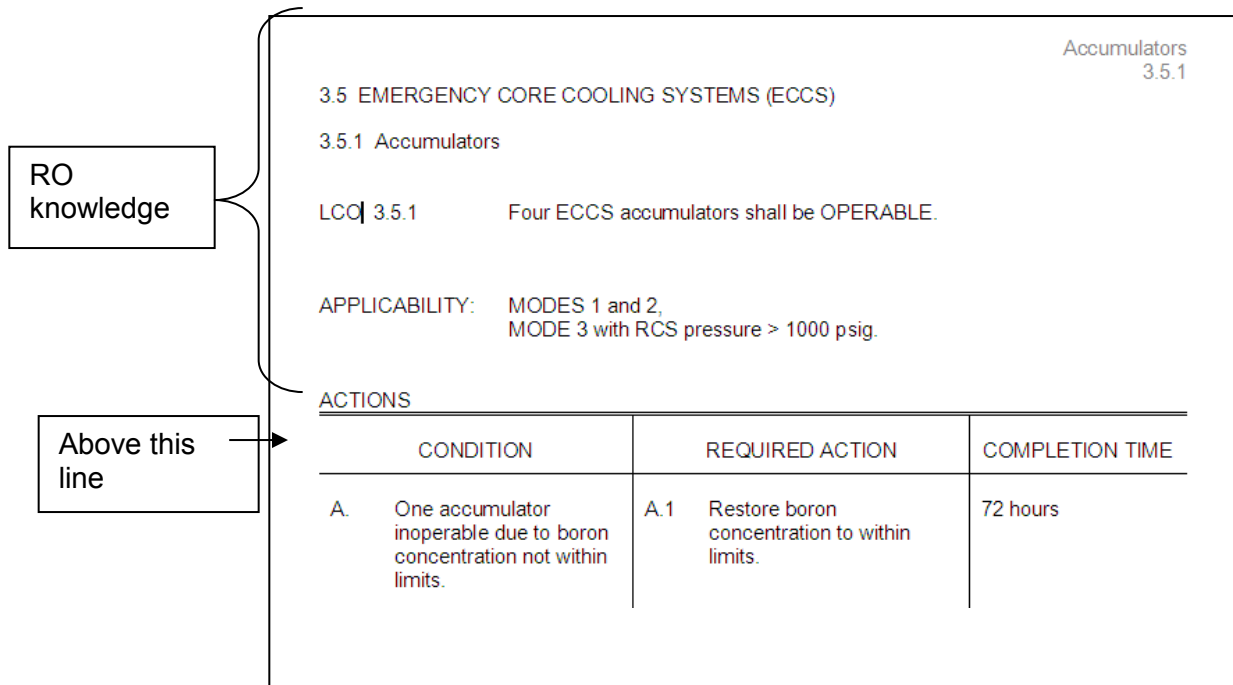 Accumulators
3.5.1
3.5 EMERGENCY CORE COOLING SYSTEMS (ECCS)
3.5.1 Accumulators
RO
knowledge
LCO 3.5.1 Four ECCS accumulators shall be OPERABLE.
APPLICABILITY: MODES 1 and 2,
MODE 3 with RCS pressure > 1000 psig.
ACTIONS
Above this
line
CONDITION REQUIRED ACTION COMPLETION TIME
A. One accumulator A.1 Restore boron 72 hours
inoperable due to boron concentration to within
concentration not within limits.
limits.